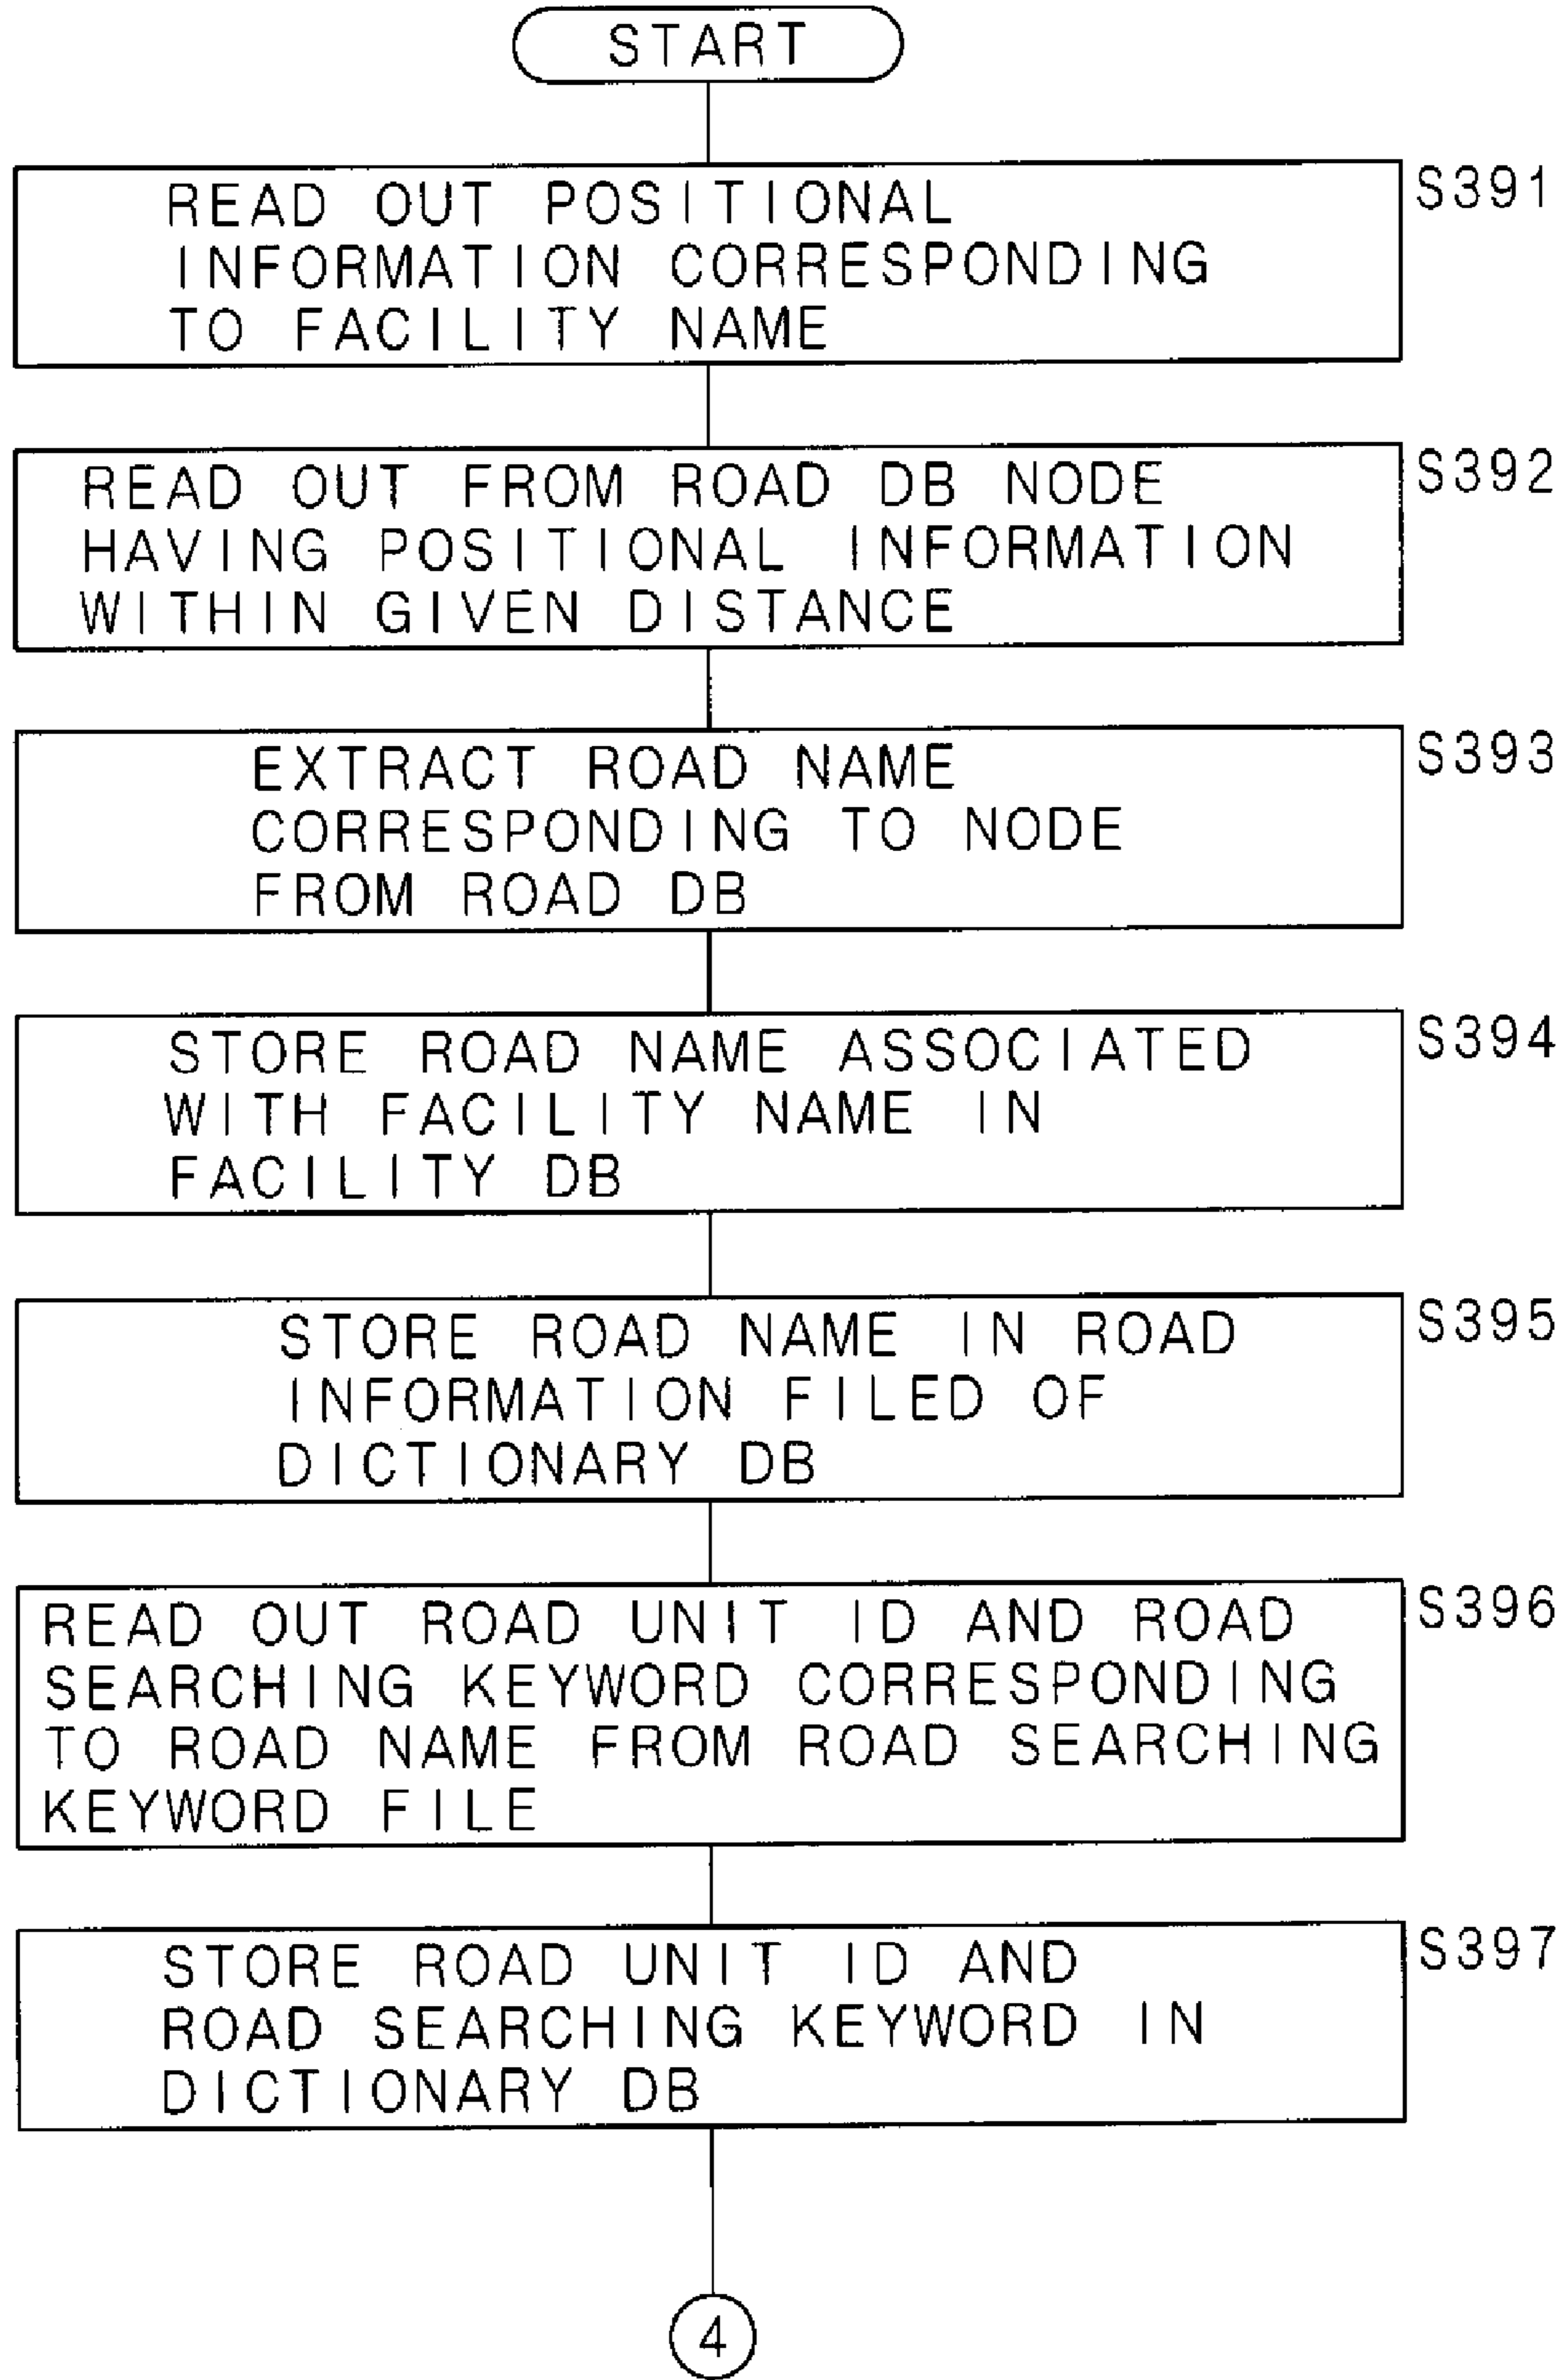 START
READ OUT POSITIONAL
INFORMATION CORRESPONDING
TO FACILITY NAME
S391
READ OUT FROM ROAD DB NODE
HAVING POSITIONAL INFORMATION
WITHIN GIVEN DISTANCE
S392
EXTRACT ROAD NAME
CORRESPONDING TO NODE
FROM ROAD DB
S393
STORE ROAD NAME ASSOCIATED
WITH FACILITY NAME IN
FACILITY DB
S394
STORE ROAD NAME IN ROAD
INFORMATION FILED OF
DICTIONARY DB
S395
READ OUT ROAD UNIT ID AND ROAD
SEARCHING KEYWORD CORRESPONDING
TO ROAD NAME FROM ROAD SEARCHING
KEYWORD FILE
S396
STORE ROAD UNIT ID AND
ROAD SEARCHING KEYWORD IN
DICTIONARY DB
S397
4